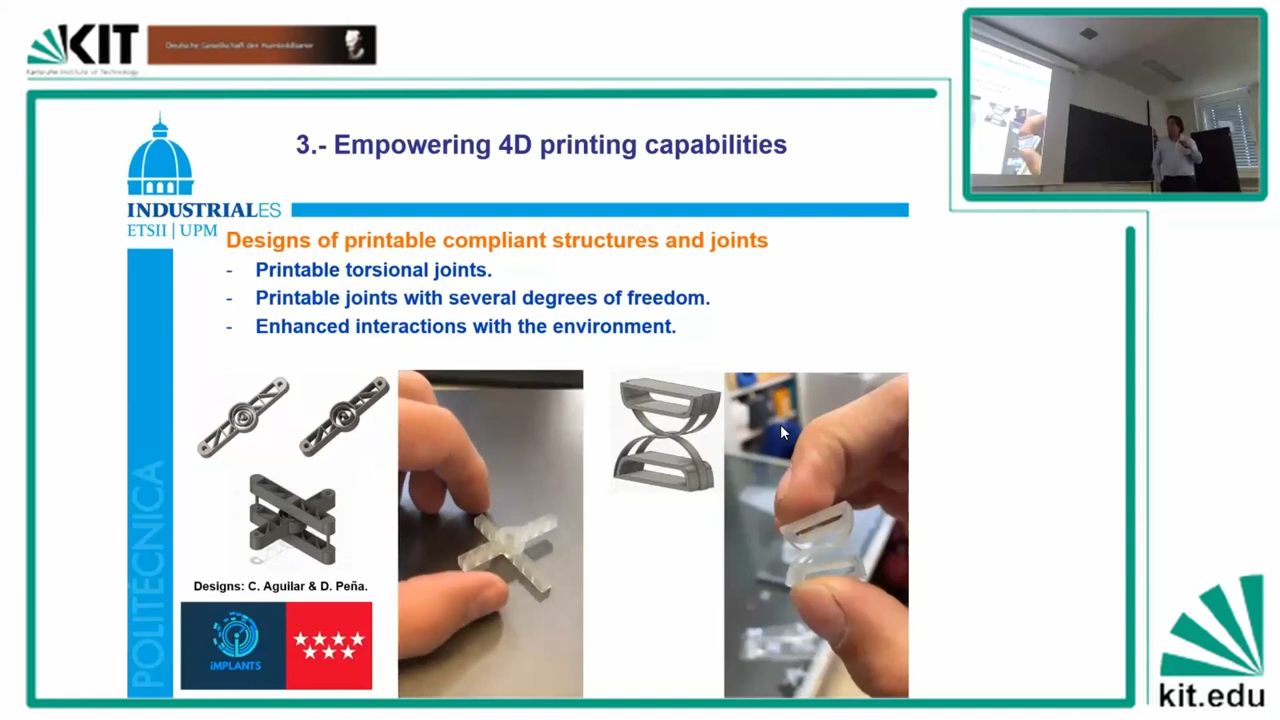 KIT
Karlsruhe Institute of Technology
Deutsche Gesellschaft der Humboldtianer
3.- Empowering 4D printing capabilities
INDUSTRIALES
ETSII | UPM
Designs of printable compliant structures and joints
- Printable torsional joints.
- Printable joints with several degrees of freedom.
- Enhanced interactions with the environment.
Designs: C. Aguilar & D. Peña.
POLITÉCNICA
iMPLANTS
kit.edu